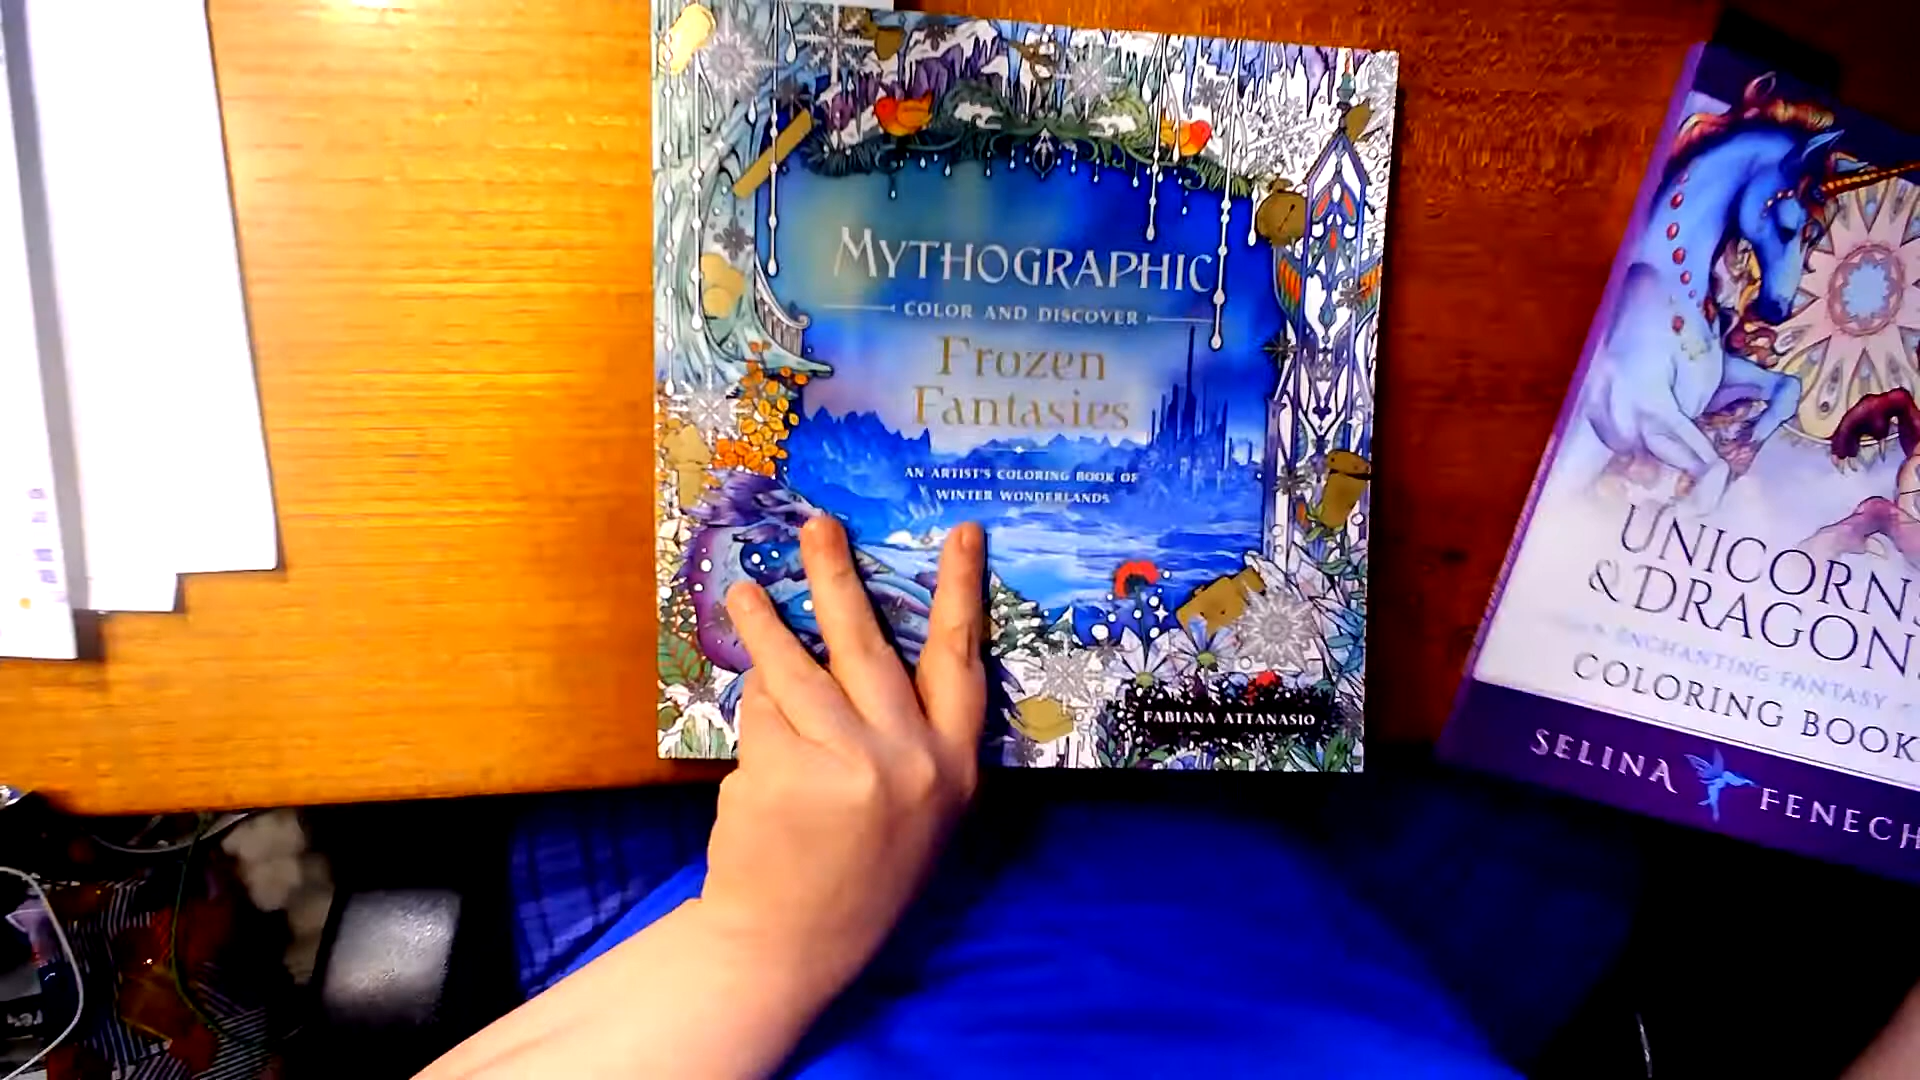 MYTHOGRAPHIC
COLOR AND DISCOVER
Frozen
Fantasies
AN ARTIST'S COLORING BOOK OF
WINTER WONDERLANDS
FABIANA ATTANASIO
UNICORNS
& DRAGONS
ENCHANTING FANTASY
COLORING BOOK
SELINA FENECH